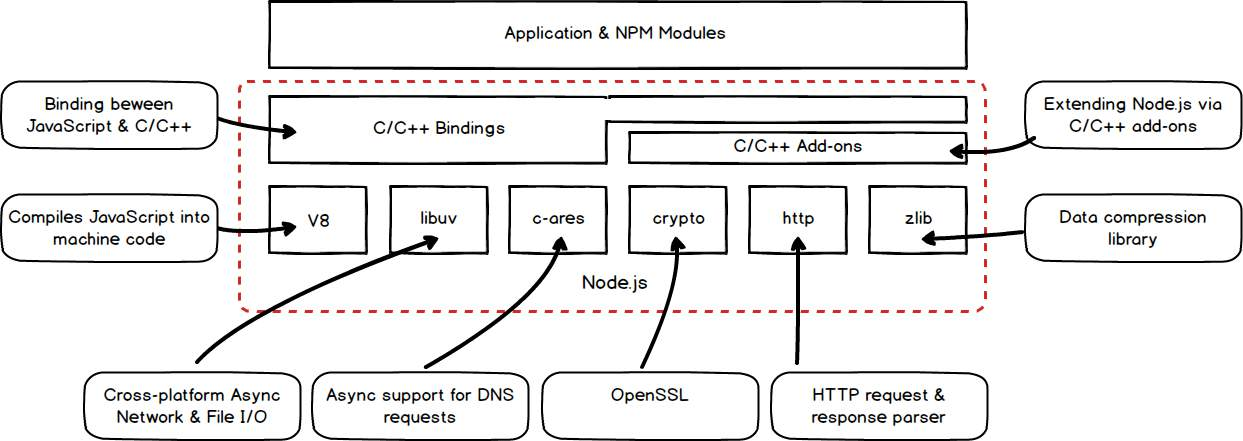 Application & NPM Modules
Binding beween
JavaScript & C/C++
C/C++ Bindings
C/C++ Add-ons
Extending Node.js via
C/C++ add-ons
Compiles JavaScript into
machine code
V8
libuv
c-ares
crypto
http
zlib
Data compression
library
Node.js
Cross-platform Async
Network & File I/O
Async support for DNS
requests
OpenSSL
HTTP request &
response parser